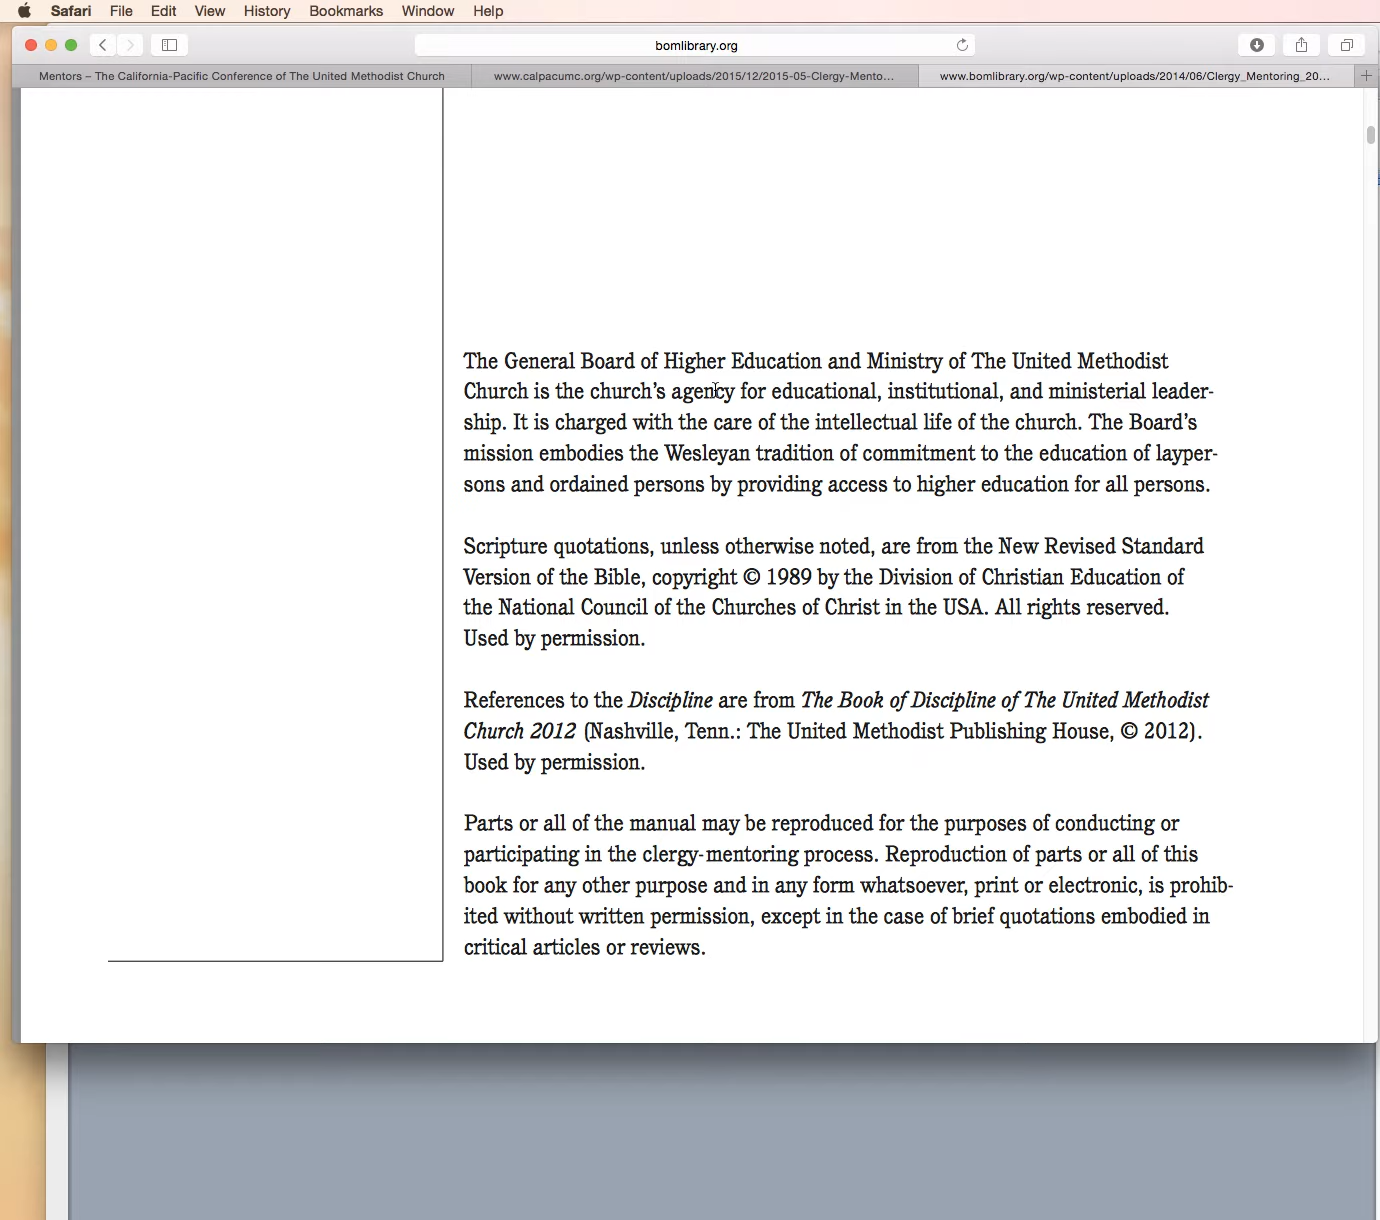 Safari File Edit View History Bookmarks Window Help
bomlibrary.org
Mentors – The California-Pacific Conference of The United Methodist Church
www.calpacumc.org/wp-content/uploads/2015/12/2015-05-Clergy-Mento...
www.bomlibrary.org/wp-content/uploads/2014/06/Clergy_Mentoring_20...
The General Board of Higher Education and Ministry of The United Methodist
Church is the church’s agency for educational, institutional, and ministerial leader-
ship. It is charged with the care of the intellectual life of the church. The Board’s
mission embodies the Wesleyan tradition of commitment to the education of layper-
sons and ordained persons by providing access to higher education for all persons.
Scripture quotations, unless otherwise noted, are from the New Revised Standard
Version of the Bible, copyright © 1989 by the Division of Christian Education of
the National Council of the Churches of Christ in the USA. All rights reserved.
Used by permission.
References to the Discipline are from The Book of Discipline of The United Methodist
Church 2012 (Nashville, Tenn.: The United Methodist Publishing House, © 2012).
Used by permission.
Parts or all of the manual may be reproduced for the purposes of conducting or
participating in the clergy-mentoring process. Reproduction of parts or all of this
book for any other purpose and in any form whatsoever, print or electronic, is prohib-
ited without written permission, except in the case of brief quotations embodied in
critical articles or reviews.